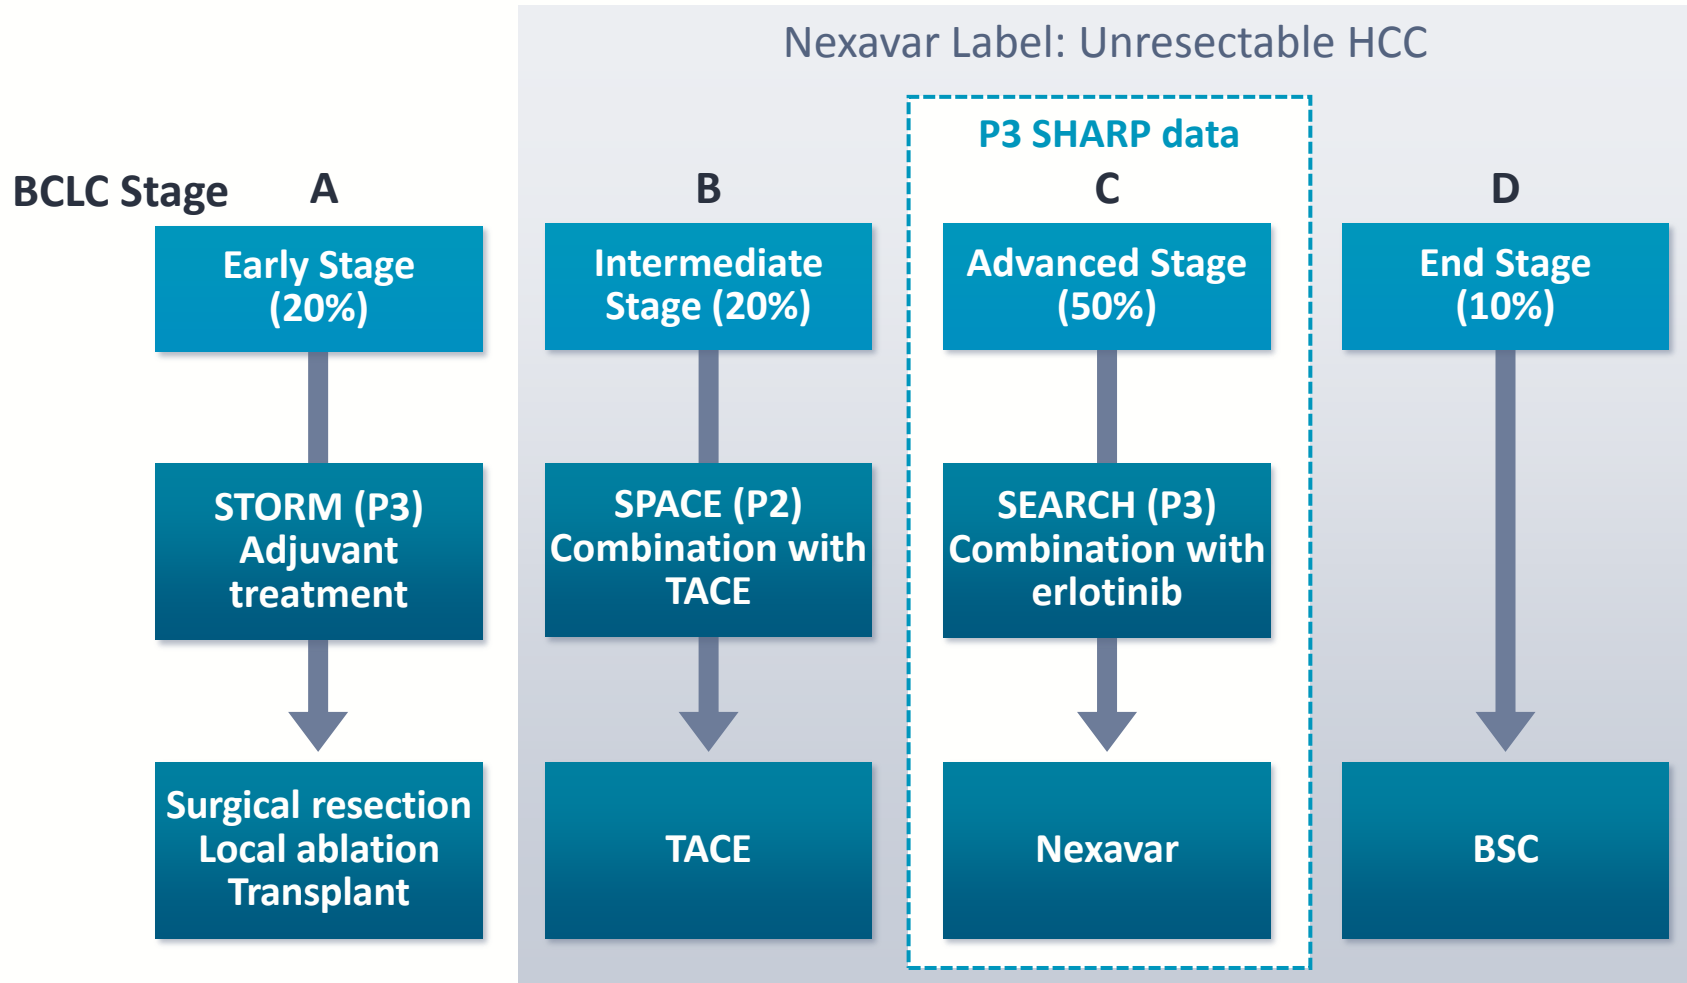 Nexavar Label: Unresectable HCC
P3 SHARP data
BCLC Stage
A
B
C
D
Early Stage
(20%)
Intermediate
Stage (20%)
Advanced Stage
(50%)
End Stage
(10%)
STORM (P3)
Adjuvant
treatment
SPACE (P2)
Combination with
TACE
SEARCH (P3)
Combination with
erlotinib
Surgical resection
Local ablation
Transplant
TACE
Nexavar
BSC